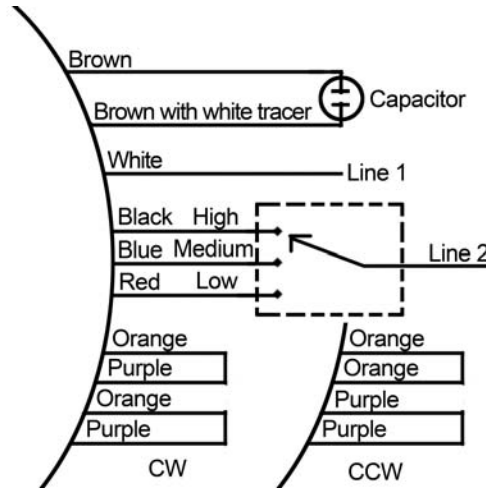 Brown
Brown with white tracer
Capacitor
White
Line 1
Black High
Blue Medium
Line 2
Red Low
Orange
Purple
Orange
Purple
CW
Orange
Orange
Purple
Purple
CCW